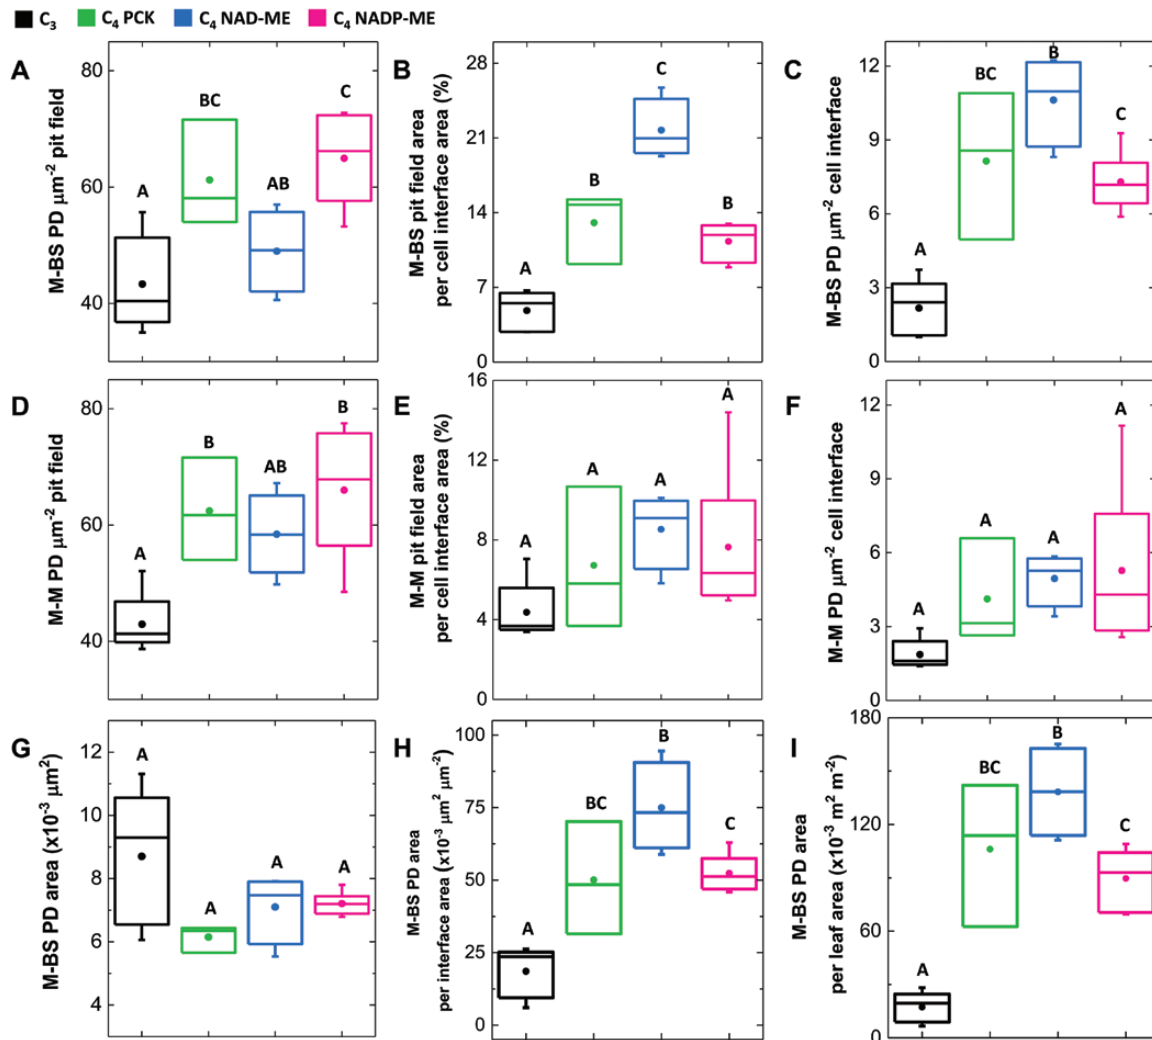 C3 C4 PCK C4 NAD-ME C4 NADP-ME
A
M-BS PD μm-2 pit field
80
60
40
A
BC
AB
C
B
M-BS pit field area
per cell interface area (%)
28
21
14
7
0
A
B
C
B
C
M-BS PD μm-2 cell interface
12
9
6
3
0
A
BC
B
C
D
M-M PD μm-2 pit field
80
60
40
A
B
AB
B
E
M-M pit field area
per cell interface area (%)
16
12
8
4
0
A
A
A
A
F
M-M PD μm-2 cell interface
12
9
6
3
0
A
A
A
A
G
M-BS PD area (x10-3 μm2)
12
10
8
6
4
A
A
A
A
H
M-BS PD area
per interface area (x10-3 μm2 μm-2)
100
75
50
25
0
A
BC
B
C
I
M-BS PD area
per leaf area (x10-3 m2 m-2)
180
120
60
0
A
BC
B
C